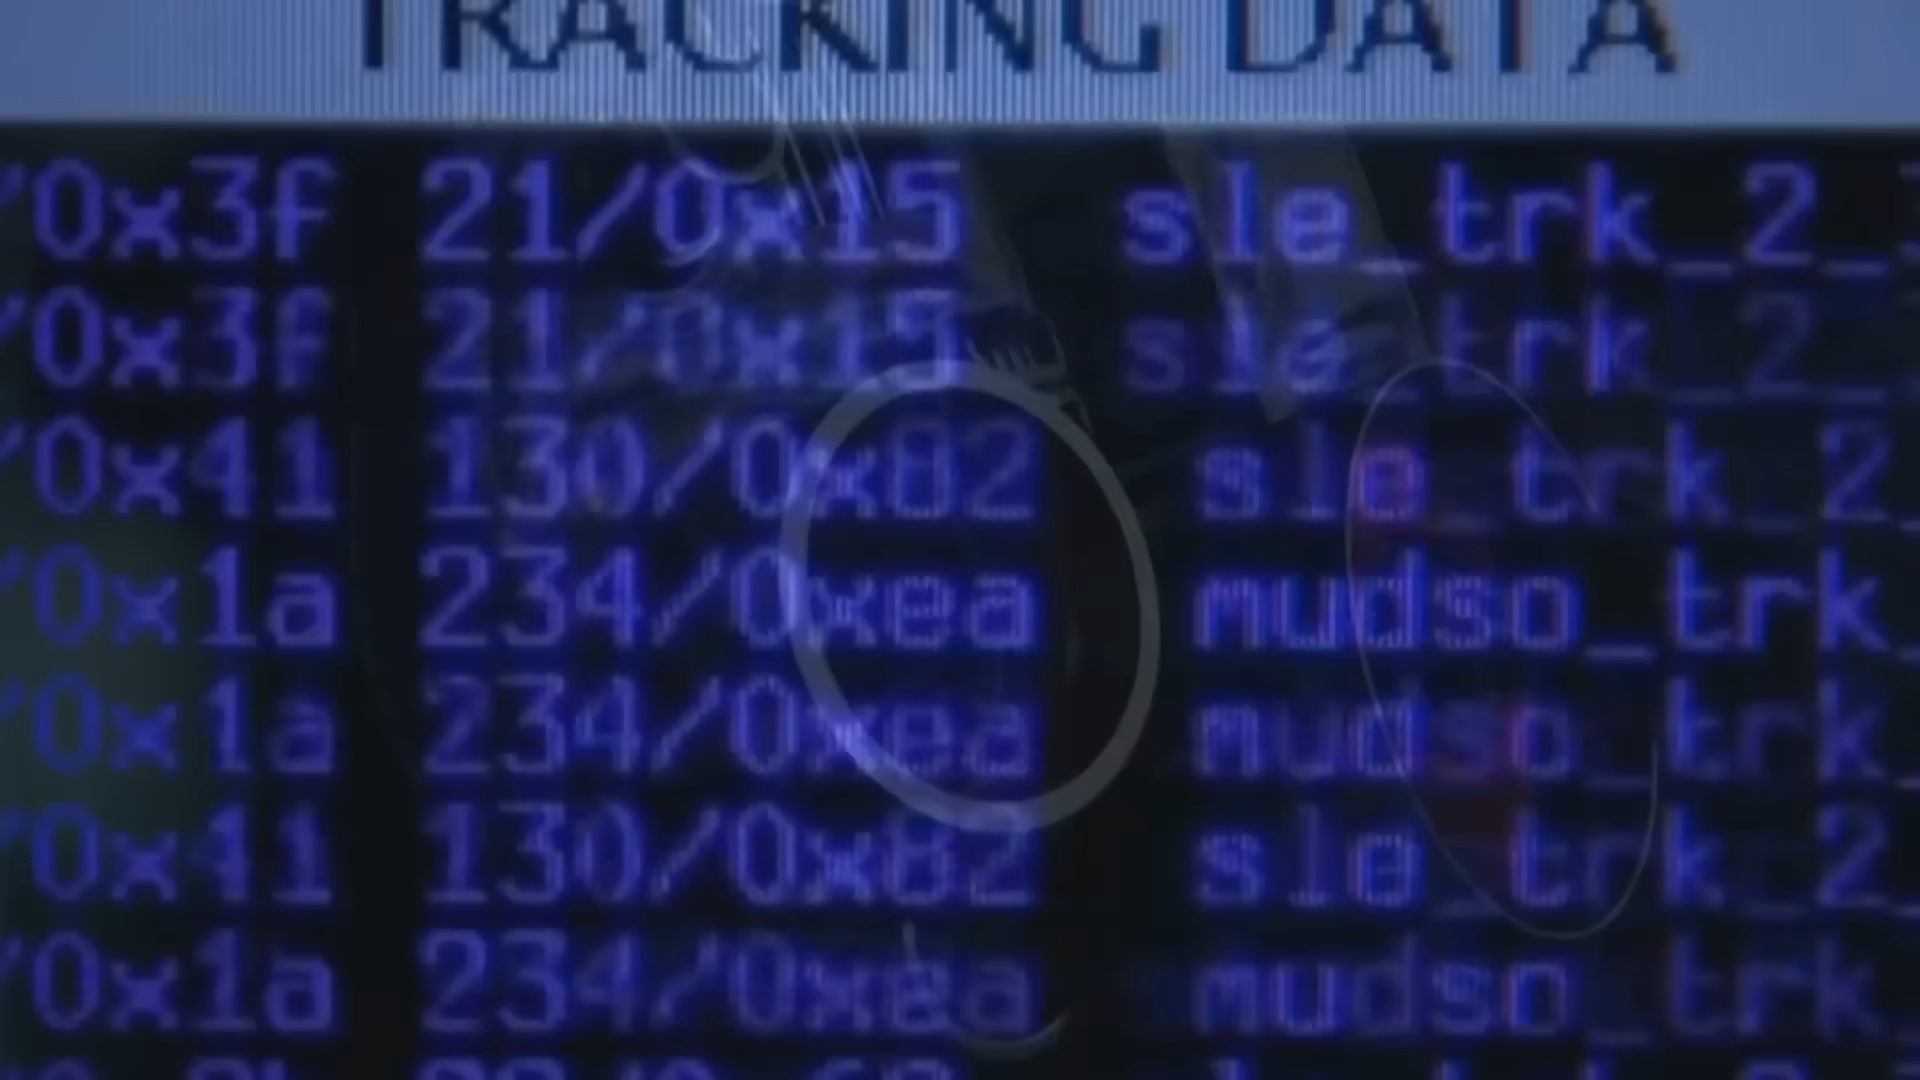 TRACKING DATA
/0x3f 21/0x15 sle_trk_2_
/0x3f 21/0x15 sle_trk_2_
/0x41 130/0x82 sle_trk_2_
/0x1a 234/0xea mudso_trk_
/0x1a 234/0xea mudso_trk_
/0x41 130/0x82 sle_trk_2_
/0x1a 234/0xea mudso_trk_